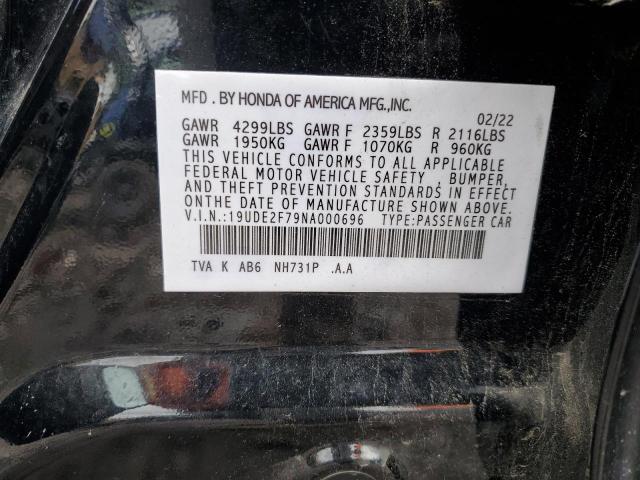 MFD . BY HONDA OF AMERICA MFG.,INC. 02/22
GAWR 4299LBS GAWR F 2359LBS R 2116LBS
GAWR 1950KG GAWR F 1070KG R 960KG
THIS VEHICLE CONFORMS TO ALL APPLICABLE
FEDERAL MOTOR VEHICLE SAFETY , BUMPER,
AND THEFT PREVENTION STANDARDS IN EFFECT
ONTHE DATE OF MANUFACTURE SHOWN ABOVE.
V.I.N.:19UDE2F79NA000696 TYPE:PASSENGER CAR
TVA K AB6 NH731P .A.A